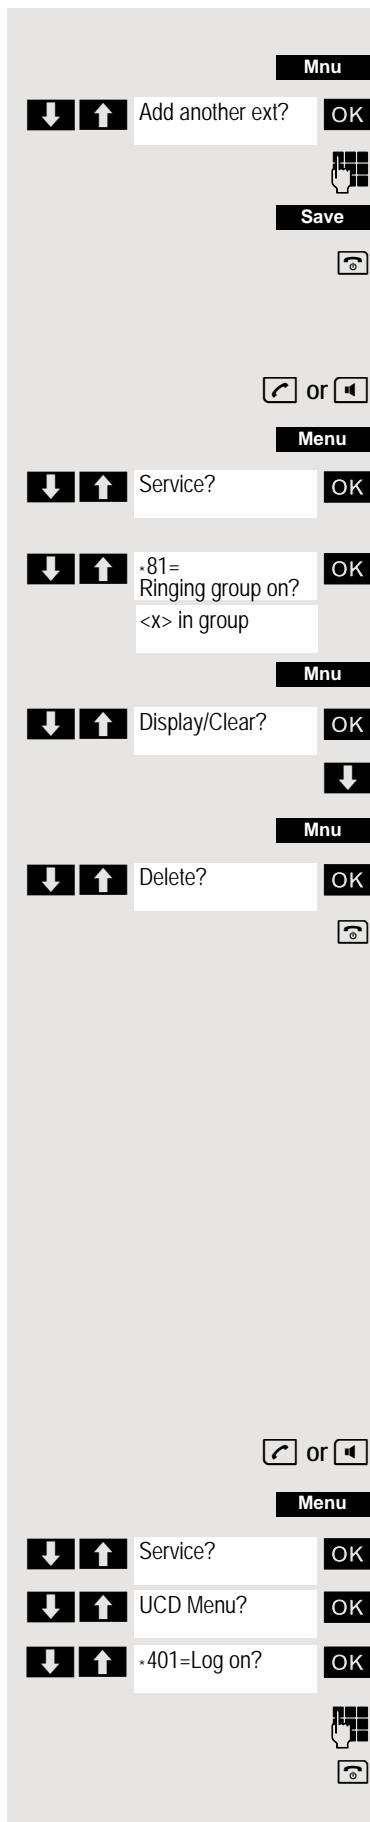 Mnu
Add another ext? OK
Save
or
Menu
Service? OK
*81=
Ringing group on? OK
<x> in group
Mnu
Display/Clear? OK
Mnu
Delete? OK
or
Menu
Service? OK
UCD Menu? OK
*401=Log on? OK